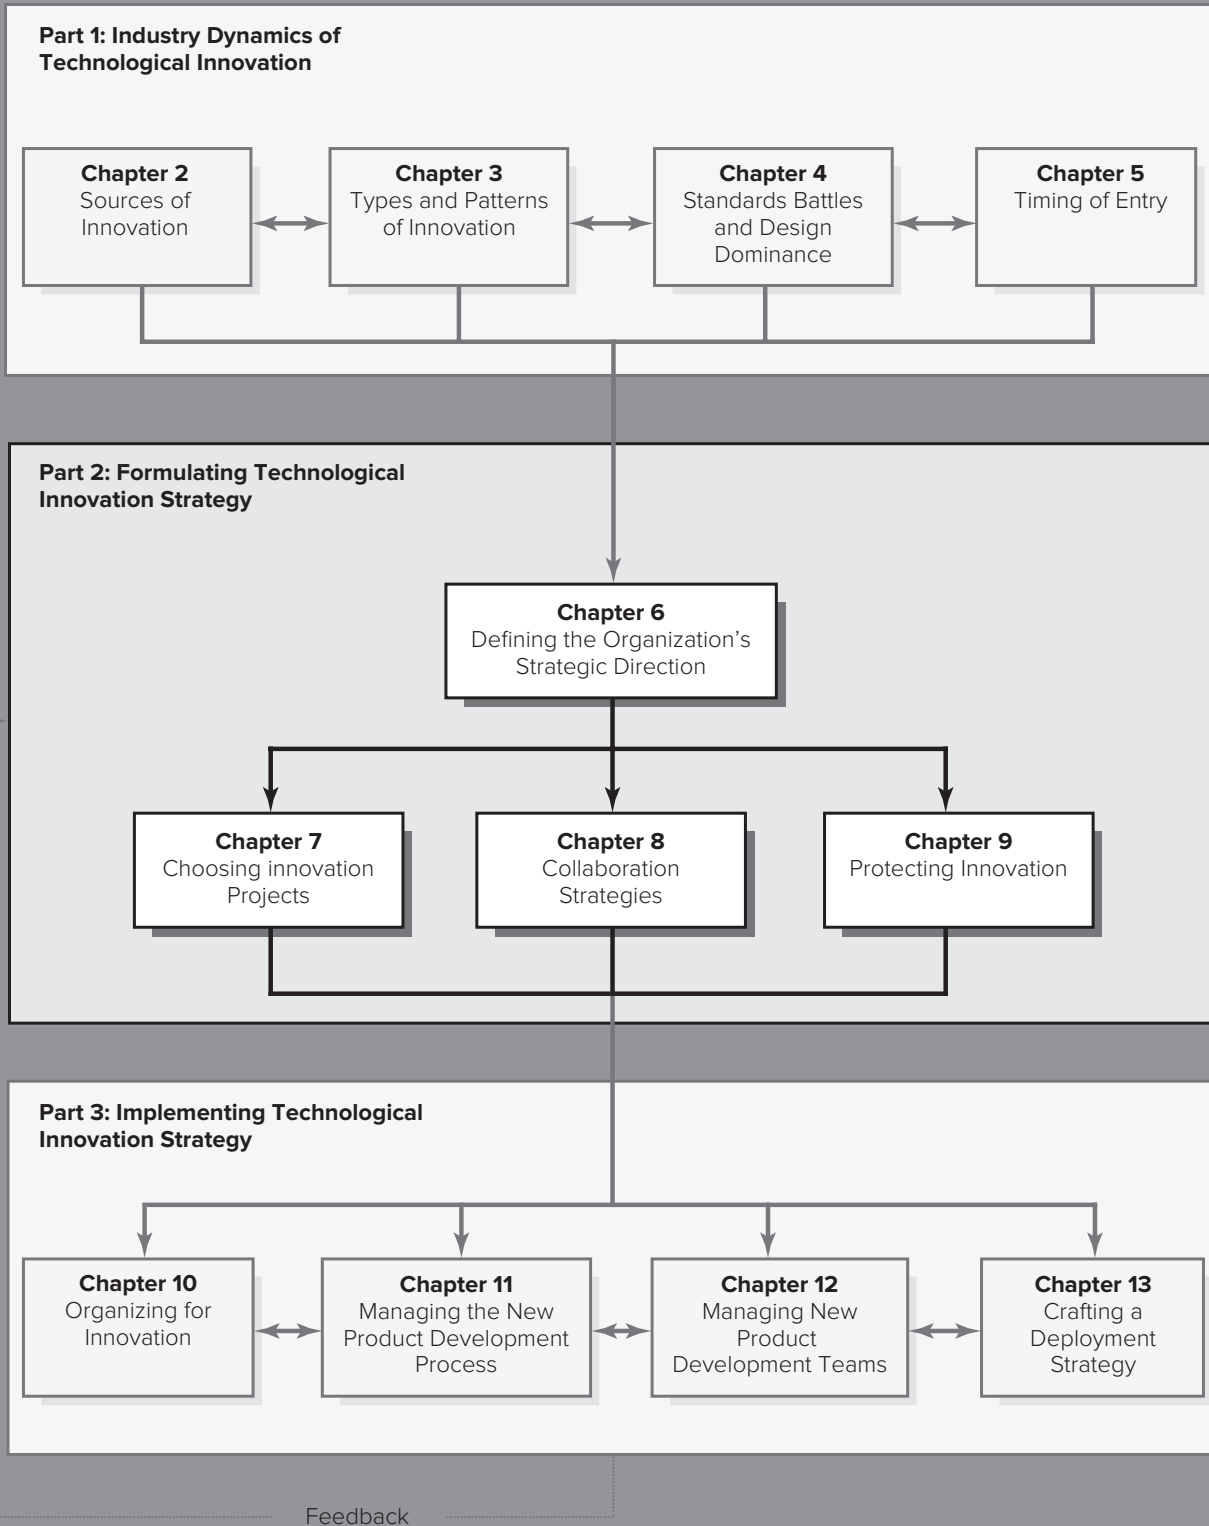 Part 1: Industry Dynamics of
Technological Innovation
Chapter 2
Sources of
Innovation
Chapter 3
Types and Patterns
of Innovation
Chapter 4
Standards Battles
and Design
Dominance
Chapter 5
Timing of Entry
Part 2: Formulating Technological
Innovation Strategy
Chapter 6
Defining the Organization’s
Strategic Direction
Chapter 7
Choosing innovation
Projects
Chapter 8
Collaboration
Strategies
Chapter 9
Protecting Innovation
Part 3: Implementing Technological
Innovation Strategy
Chapter 10
Organizing for
Innovation
Chapter 11
Managing the New
Product Development
Process
Chapter 12
Managing New
Product
Development Teams
Chapter 13
Crafting a
Deployment
Strategy
Feedback